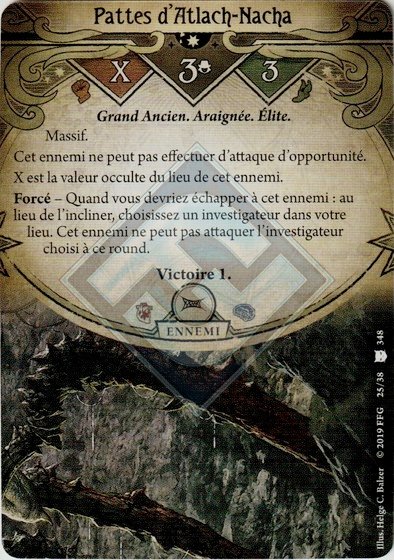 Pattes d'Atlach-Nacha
X 3 3
Grand Ancien. Araignée. Élite.
Massif.
Cet ennemi ne peut pas effectuer d'attaque d'opportunité.
X est la valeur occulte du lieu de cet ennemi.
Forcé – Quand vous devriez échapper à cet ennemi : au
lieu de l'incliner, choisissez un investigateur dans votre
lieu. Cet ennemi ne peut pas attaquer l'investigateur
choisi à ce round.
Victoire 1.
ENNEMI
Illus. Helge C. Balzer © 2019 FFG 25/38 348